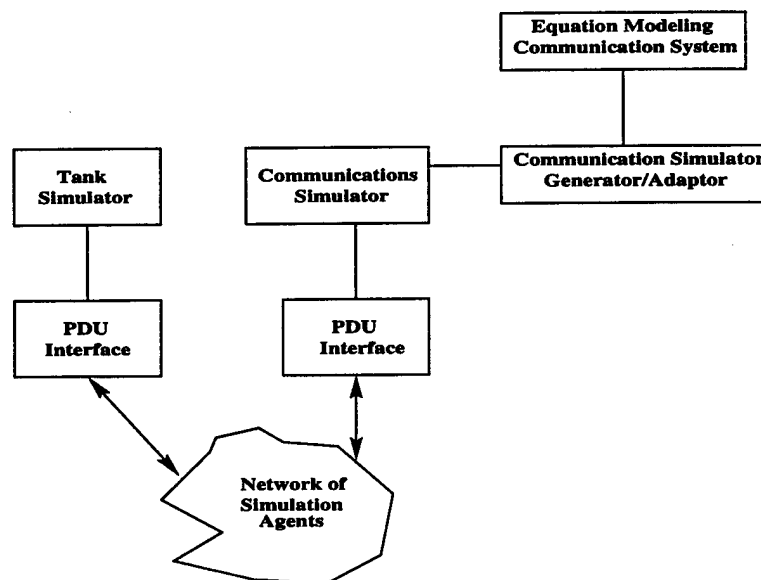 Equation Modeling
Communication System
Communication Simulator
Generator/Adaptor
Tank
Simulator
Communications
Simulator
PDU
Interface
PDU
Interface
Network of
Simulation
Agents